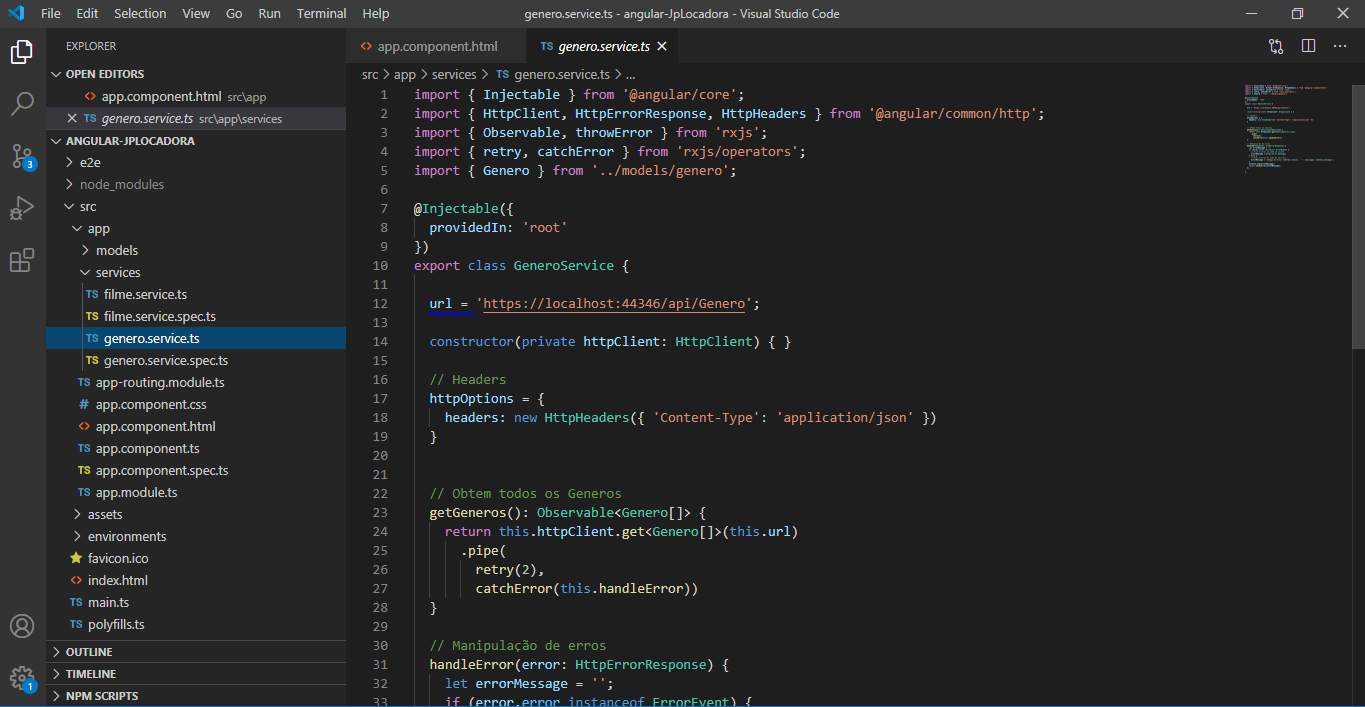 File Edit Selection View Go Run Terminal Help genero.service.ts - angular-JpLocadora - Visual Studio Code
EXPLORER
OPEN EDITORS
app.component.html src\app
TS genero.service.ts src\app\services
ANGULAR-JPLOCADORA
e2e
node_modules
src
app
models
services
TS filme.service.ts
TS filme.service.spec.ts
TS genero.service.ts
TS genero.service.spec.ts
TS app-routing.module.ts
# app.component.css
<> app.component.html
TS app.component.ts
TS app.component.spec.ts
TS app.module.ts
assets
environments
favicon.ico
<> index.html
TS main.ts
TS polyfills.ts
OUTLINE
TIMELINE
NPM SCRIPTS
3
1
<> app.component.html TS genero.service.ts
src > app > services > TS genero.service.ts > ...
1 import { Injectable } from '@angular/core';
2 import { HttpClient, HttpErrorResponse, HttpHeaders } from '@angular/common/http';
3 import { Observable, throwError } from 'rxjs';
4 import { retry, catchError } from 'rxjs/operators';
5 import { Genero } from '../models/genero';
6
7 @Injectable({
8 providedIn: 'root'
9 })
10 export class GeneroService {
11
12 url = 'https://localhost:44346/api/Genero';
13
14 constructor(private httpClient: HttpClient) { }
15
16 // Headers
17 httpOptions = {
18 headers: new HttpHeaders({ 'Content-Type': 'application/json' })
19 }
20
21
22 // Obtem todos os Generos
23 getGeneros(): Observable<Genero[]> {
24 return this.httpClient.get<Genero[]>(this.url)
25 .pipe(
26 retry(2),
27 catchError(this.handleError))
28 }
29
30 // Manipulação de erros
31 handleError(error: HttpErrorResponse) {
32 let errorMessage = '';
33 if (error.error instanceof ErrorEvent) {